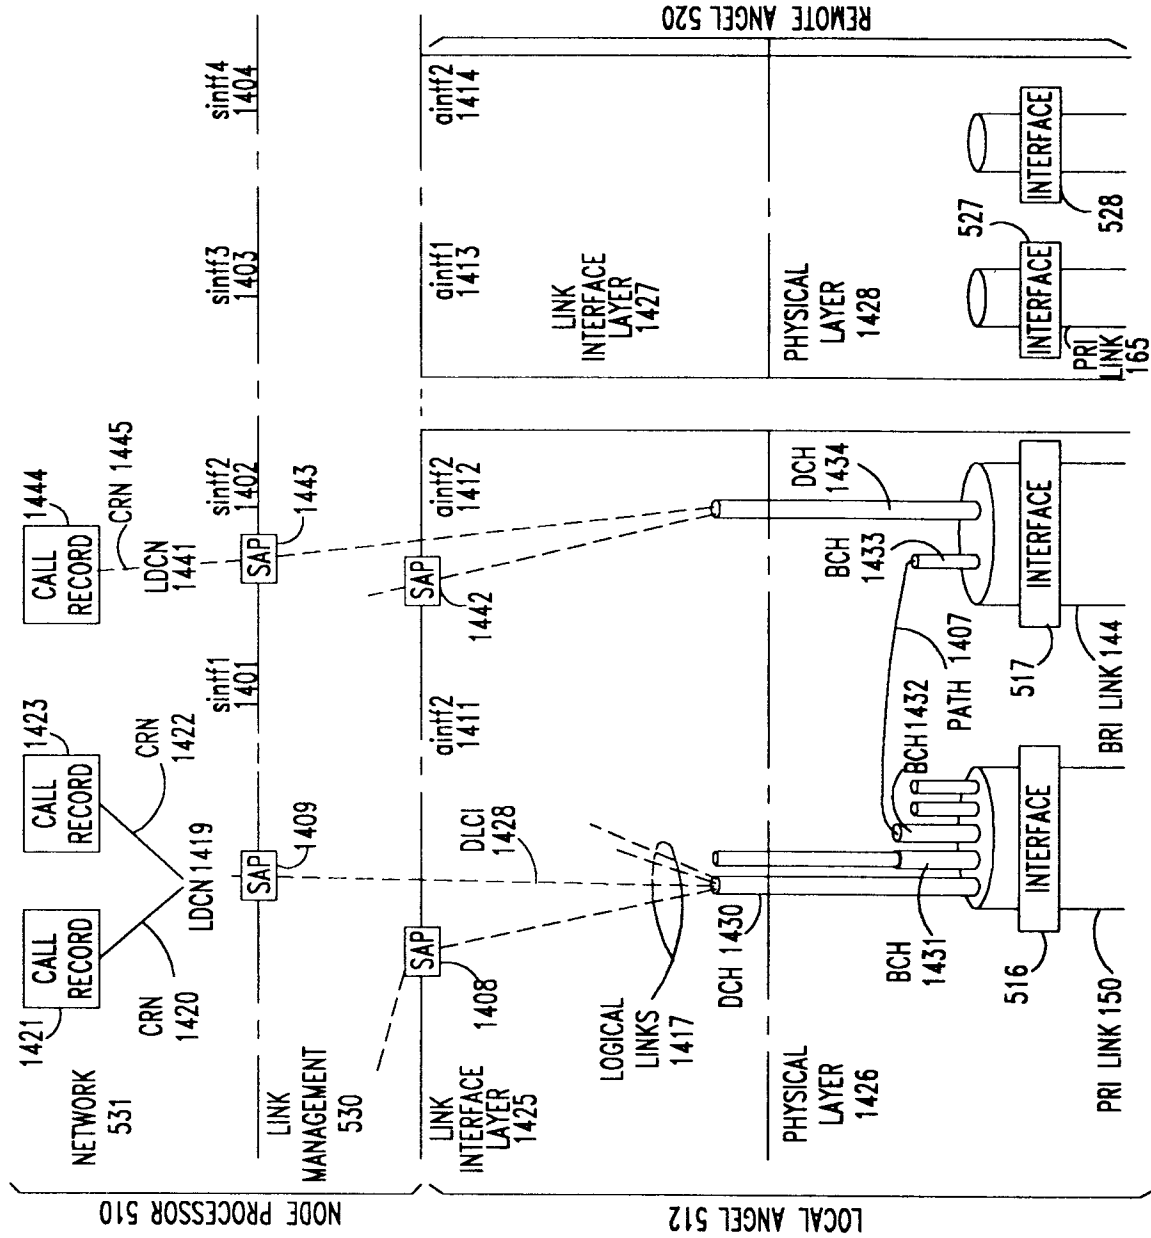 NODE PROCESSOR 510
LOCAL ANGEL 512
REMOTE ANGEL 520
NETWORK
531
1421
CALL
RECORD
CRN
1420
CALL
RECORD
1423
CRN
1422
LDCN 1419
CALL
RECORD
1444
CRN 1445
LDCN
1441
LINK
MANAGEMENT
530
SAP
1409
sintf1
1401
SAP
1443
sintf2
1402
sintf3
1403
sintf4
1404
LINK
INTERFACE
LAYER
1425
SAP
1408
DLCI
1428
aintf2
1411
SAP
1442
aintf2
1412
aintf1
1413
aintf2
1414
LOGICAL
LINKS
1417
DCH 1430
LINK
INTERFACE
LAYER
1427
PHYSICAL
LAYER
1426
BCH
1431
BCH1432
PATH 1407
BCH
1433
DCH
1434
PHYSICAL
LAYER
1428
516
INTERFACE
PRI LINK 150
517
INTERFACE
BRI LINK 144
INTERFACE
527
PRI
LINK
165
INTERFACE
528